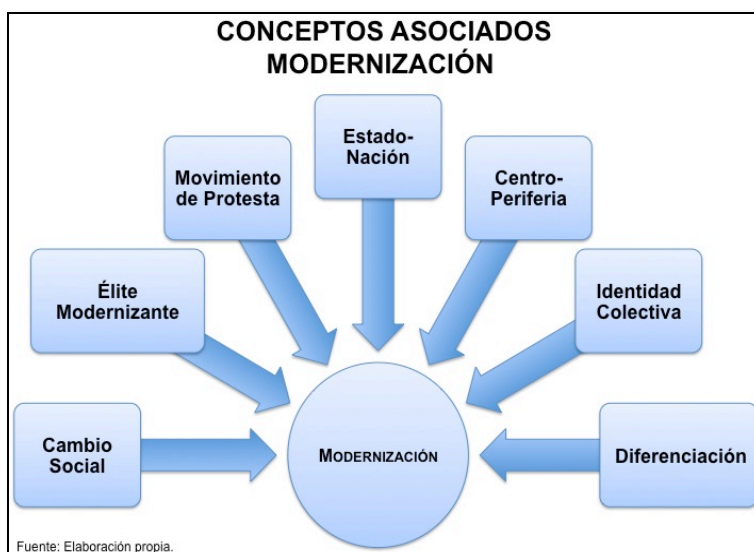 CONCEPTOS ASOCIADOS
MODERNIZACIÓN
Estado-
Nación
Movimiento
de Protesta
Centro-
Periferia
Élite
Modernizante
Identidad
Colectiva
Cambio
Social
MODERNIZACIÓN
Diferenciación
Fuente: Elaboración propia.